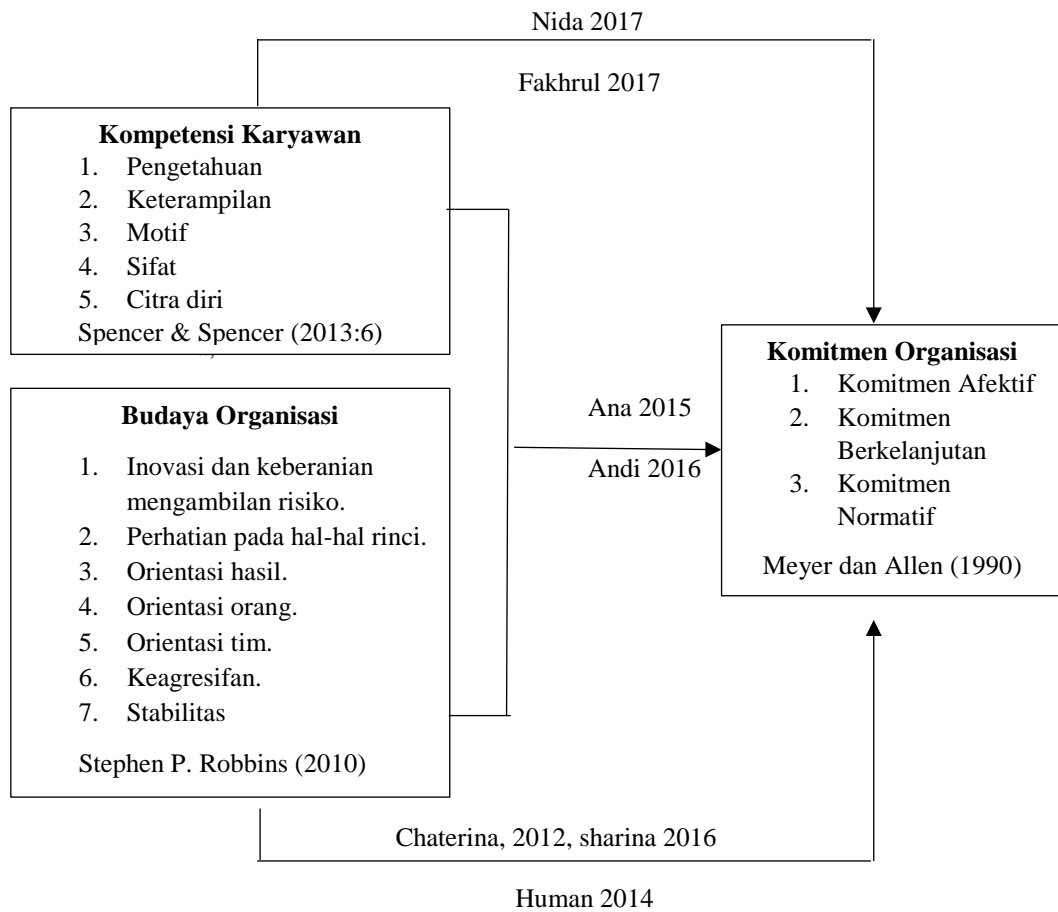 Nida 2017
Fakhrul 2017
Kompetensi Karyawan
1. Pengetahuan
2. Keterampilan
3. Motif
4. Sifat
5. Citra diri
Spencer & Spencer (2013:6)
Budaya Organisasi
1. Inovasi dan keberanian
mengambilan risiko.
2. Perhatian pada hal-hal rinci.
3. Orientasi hasil.
4. Orientasi orang.
5. Orientasi tim.
6. Keagresifan.
7. Stabilitas
Stephen P. Robbins (2010)
Ana 2015
Andi 2016
Komitmen Organisasi
1. Komitmen Afektif
2. Komitmen
Berkelanjutan
3. Komitmen
Normatif
Meyer dan Allen (1990)
Chaterina, 2012, sharina 2016
Human 2014